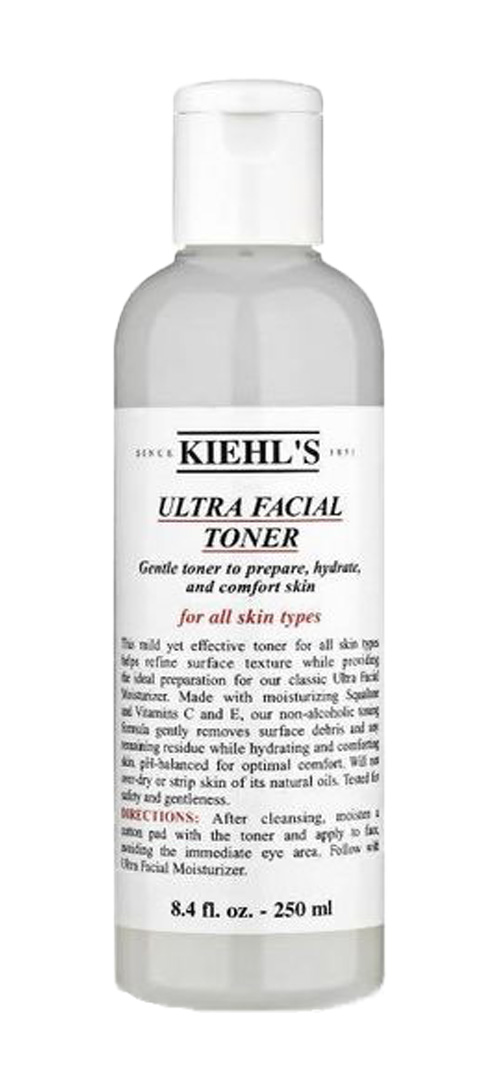 SINCE KIEHL'S 1851
ULTRA FACIAL
TONER
Gentle toner to prepare, hydrate,
and comfort skin
for all skin types
This mild yet effective toner for all skin types
helps refine surface texture while providing
the ideal preparation for our classic Ultra Facial
Moisturizer. Made with moisturizing Squalane
and Vitamins C and E, our non-alcoholic toning
formula gently removes surface debris and any
remaining residue while hydrating and comforting
skin. pH-balanced for optimal comfort. Will not
over-dry or strip skin of its natural oils. Tested for
safety and gentleness.
DIRECTIONS: After cleansing, moisten a
cotton pad with the toner and apply to face,
avoiding the immediate eye area. Follow with
Ultra Facial Moisturizer.
8.4 fl. oz. - 250 ml